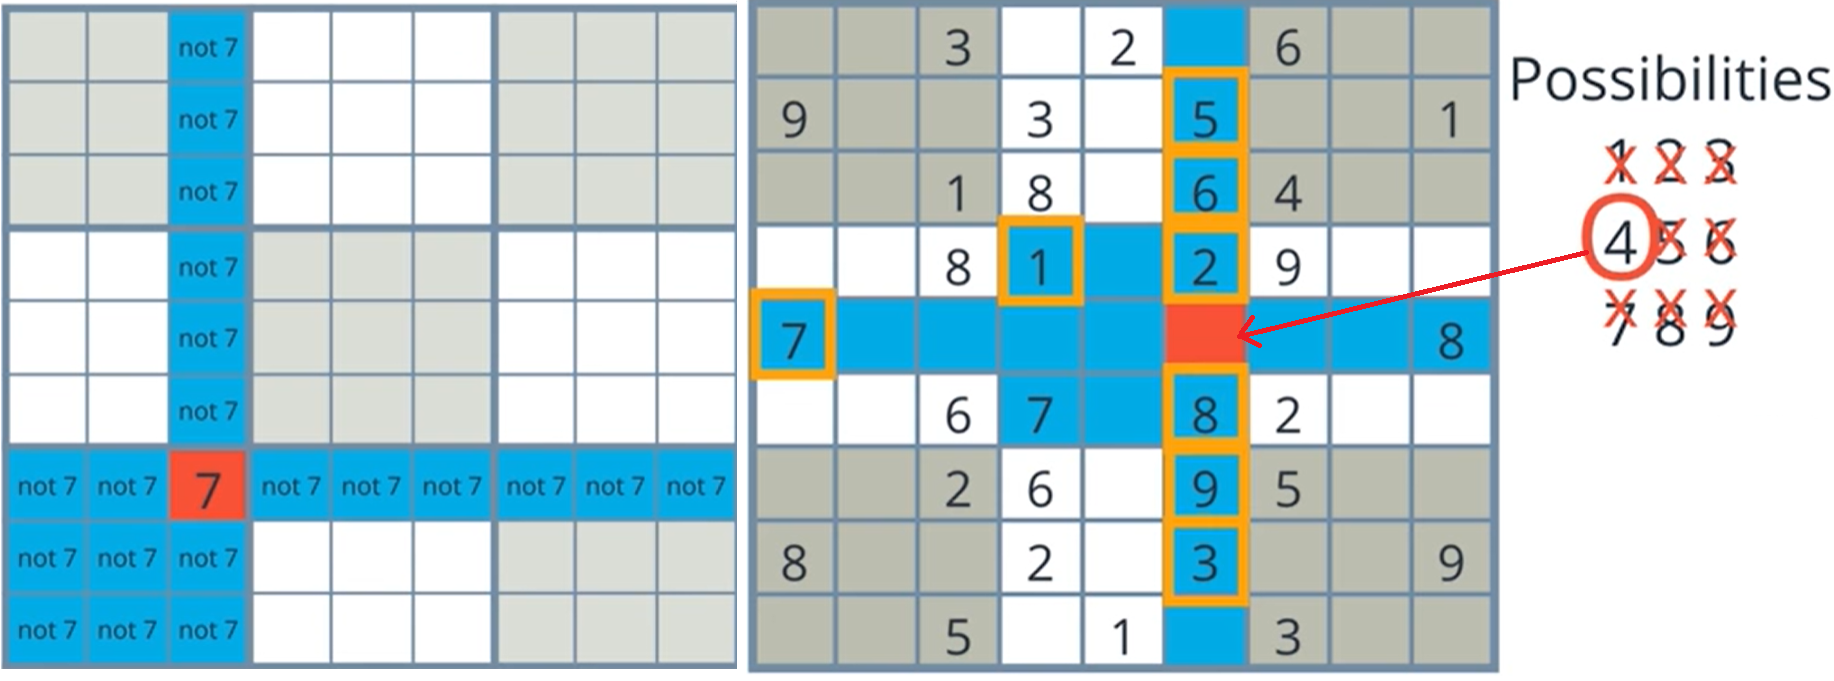 not 7
not 7
not 7
not 7
not 7
not 7
not 7 not 7 7 not 7 not 7 not 7 not 7 not 7 not 7
not 7 not 7 not 7
not 7 not 7 not 7
3 2 6
9 3 5 1
1 8 6 4
8 1 2 9
7 8
6 7 8 2
2 6 9 5
8 2 3 9
5 1 3
Possibilities
1 2 3
4 5 6
7 8 9